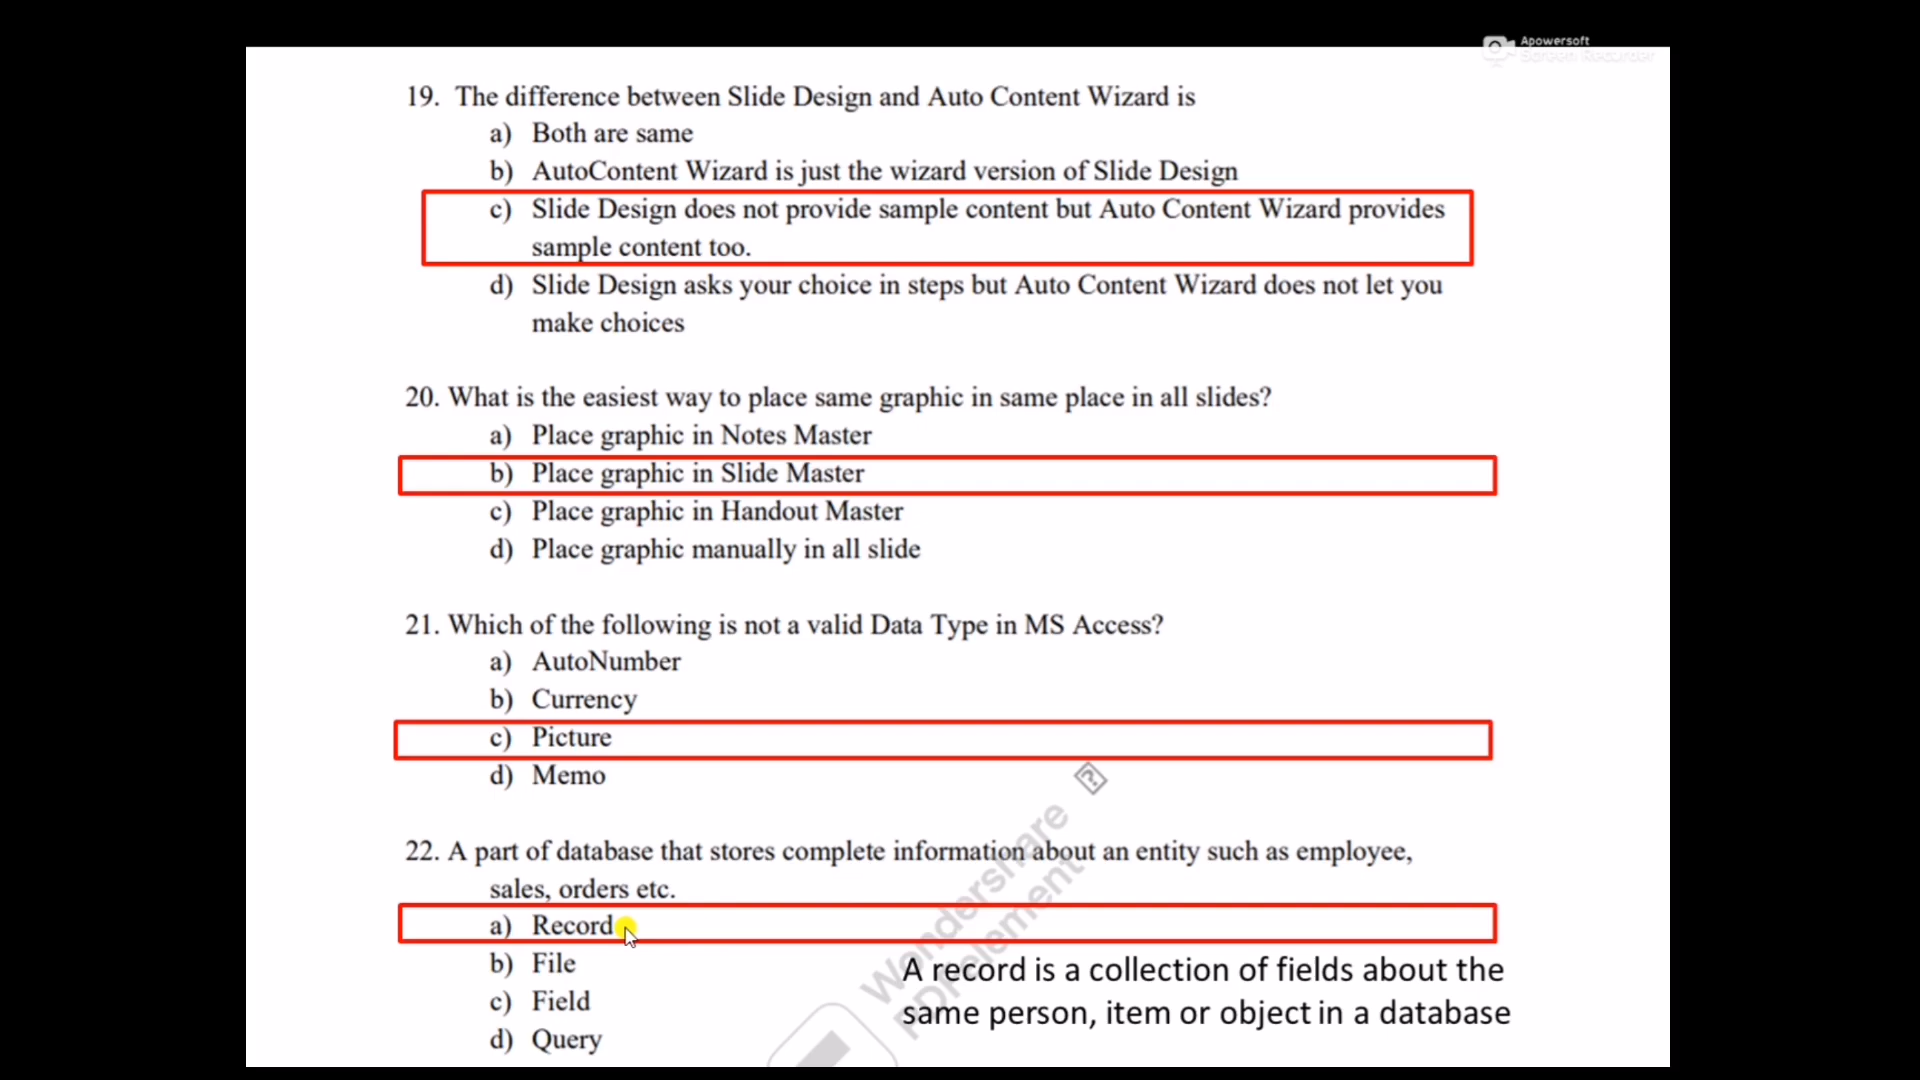 Apowersoft
Screen Recorder
19. The difference between Slide Design and Auto Content Wizard is
a) Both are same
b) AutoContent Wizard is just the wizard version of Slide Design
c) Slide Design does not provide sample content but Auto Content Wizard provides
sample content too.
d) Slide Design asks your choice in steps but Auto Content Wizard does not let you
make choices
20. What is the easiest way to place same graphic in same place in all slides?
a) Place graphic in Notes Master
b) Place graphic in Slide Master
c) Place graphic in Handout Master
d) Place graphic manually in all slide
21. Which of the following is not a valid Data Type in MS Access?
a) AutoNumber
b) Currency
c) Picture
d) Memo
22. A part of database that stores complete information about an entity such as employee,
sales, orders etc.
a) Record
b) File
c) Field
d) Query
A record is a collection of fields about the
same person, item or object in a database
Wondershare
PDFelement